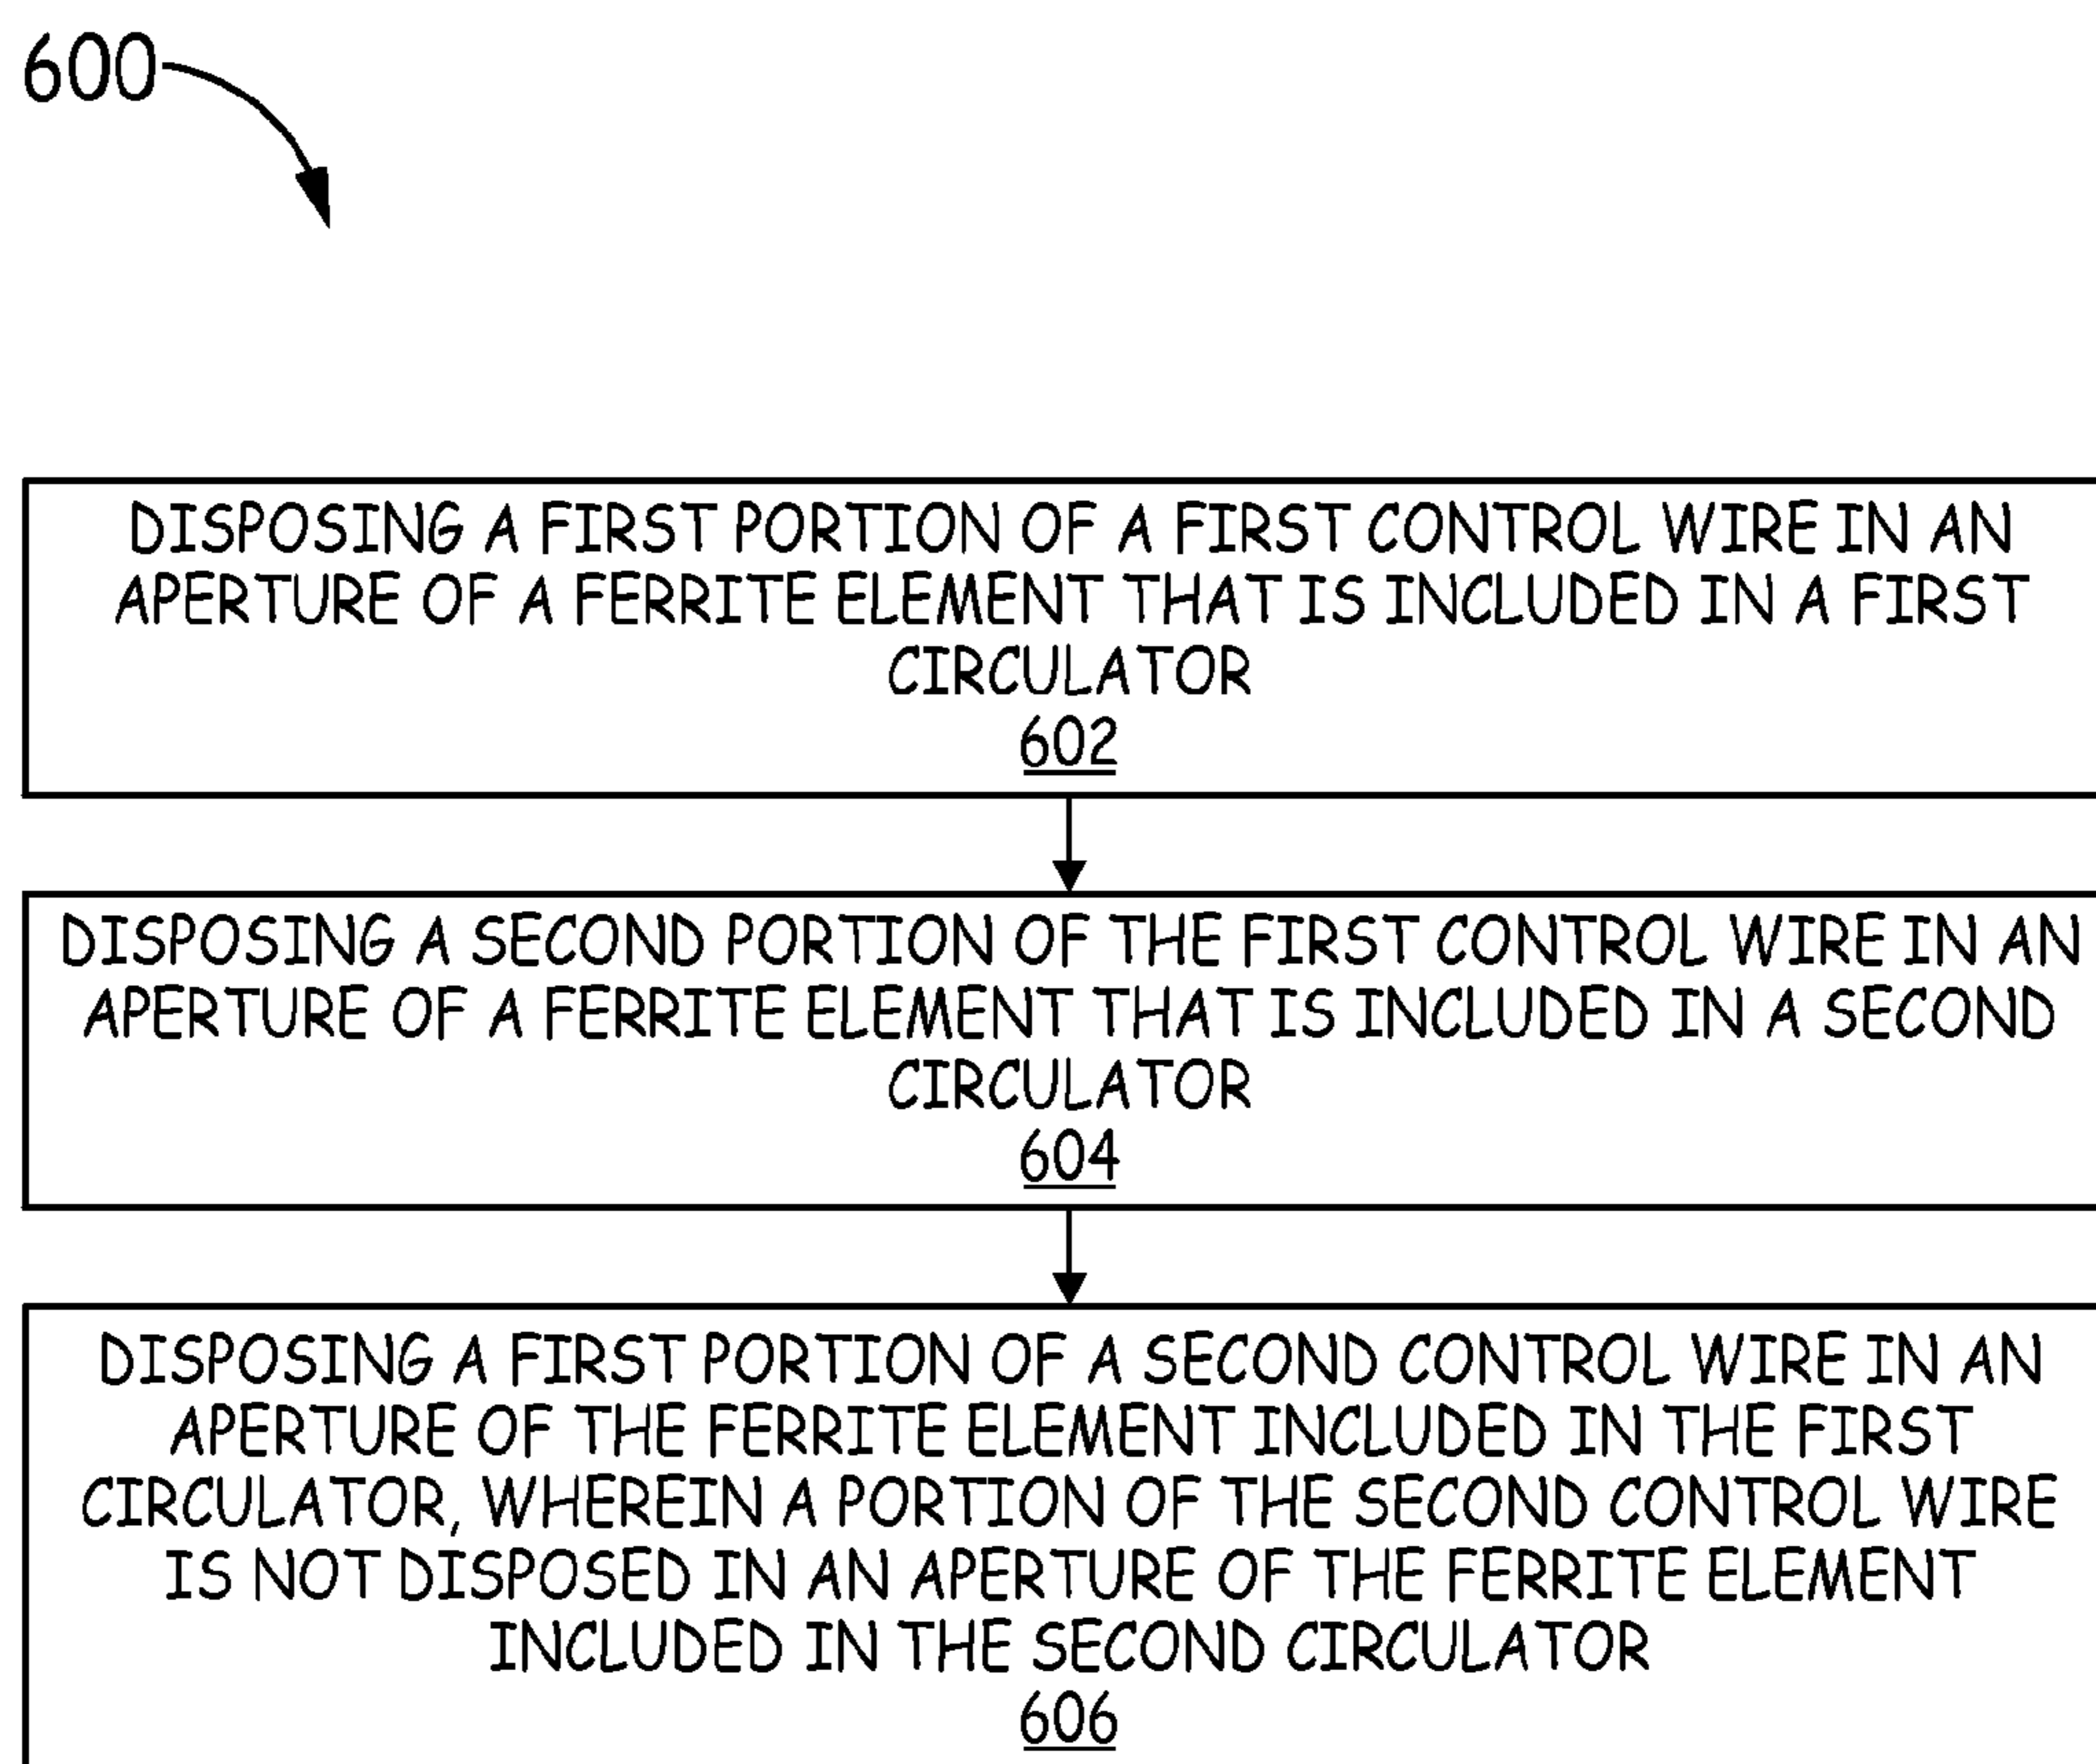 600
DISPOSING A FIRST PORTION OF A FIRST CONTROL WIRE IN AN
APERTURE OF A FERRITE ELEMENT THAT IS INCLUDED IN A FIRST
CIRCULATOR
602
DISPOSING A SECOND PORTION OF THE FIRST CONTROL WIRE IN AN
APERTURE OF A FERRITE ELEMENT THAT IS INCLUDED IN A SECOND
CIRCULATOR
604
DISPOSING A FIRST PORTION OF A SECOND CONTROL WIRE IN AN
APERTURE OF THE FERRITE ELEMENT INCLUDED IN THE FIRST
CIRCULATOR, WHEREIN A PORTION OF THE SECOND CONTROL WIRE
IS NOT DISPOSED IN AN APERTURE OF THE FERRITE ELEMENT
INCLUDED IN THE SECOND CIRCULATOR
606